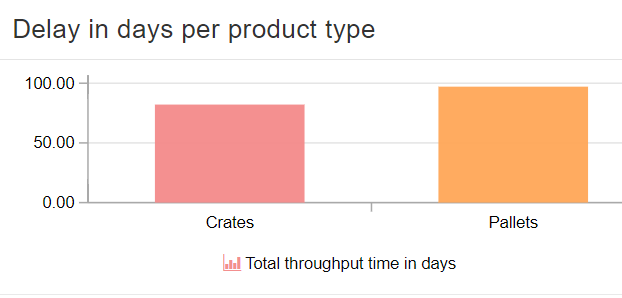 Delay in days per product type
100.00
50.00
0.00
Crates
Pallets
Total throughput time in days